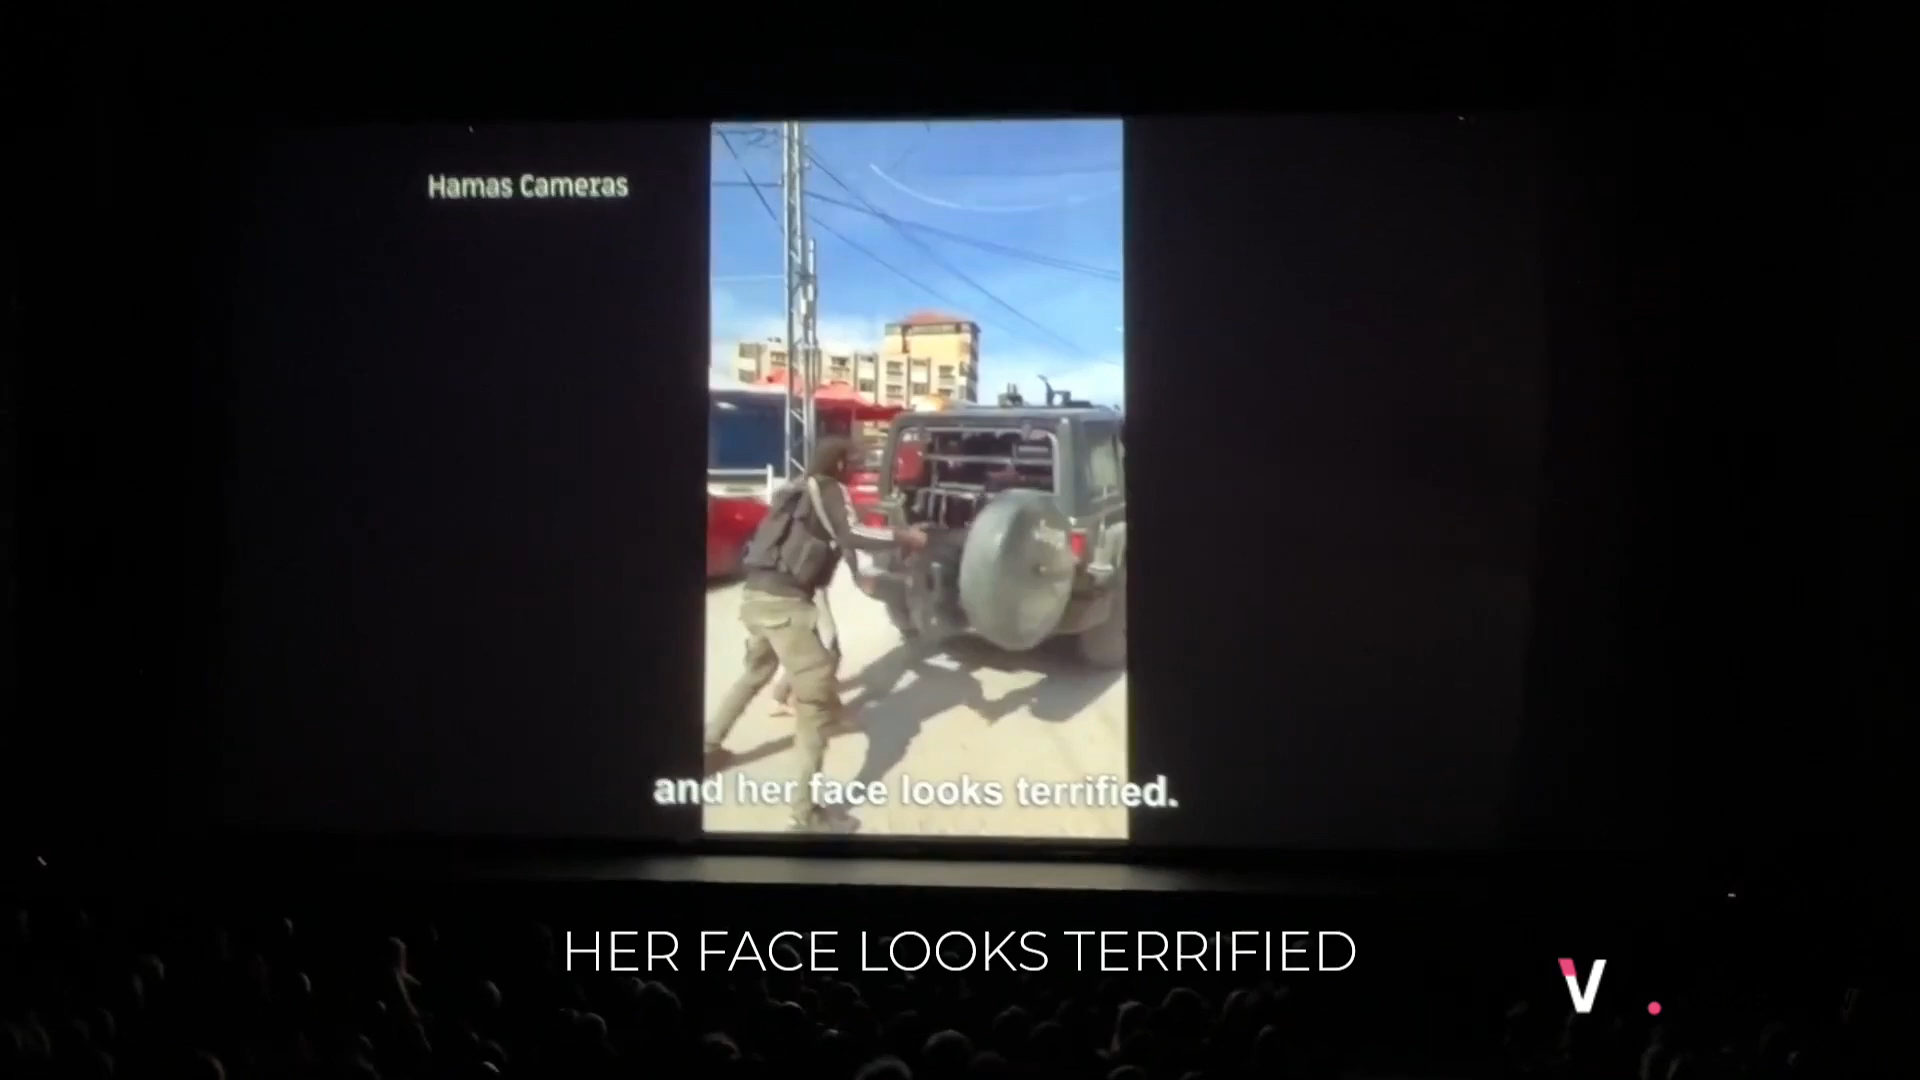 Hamas Cameras
and her face looks terrified.
HER FACE LOOKS TERRIFIED
V.